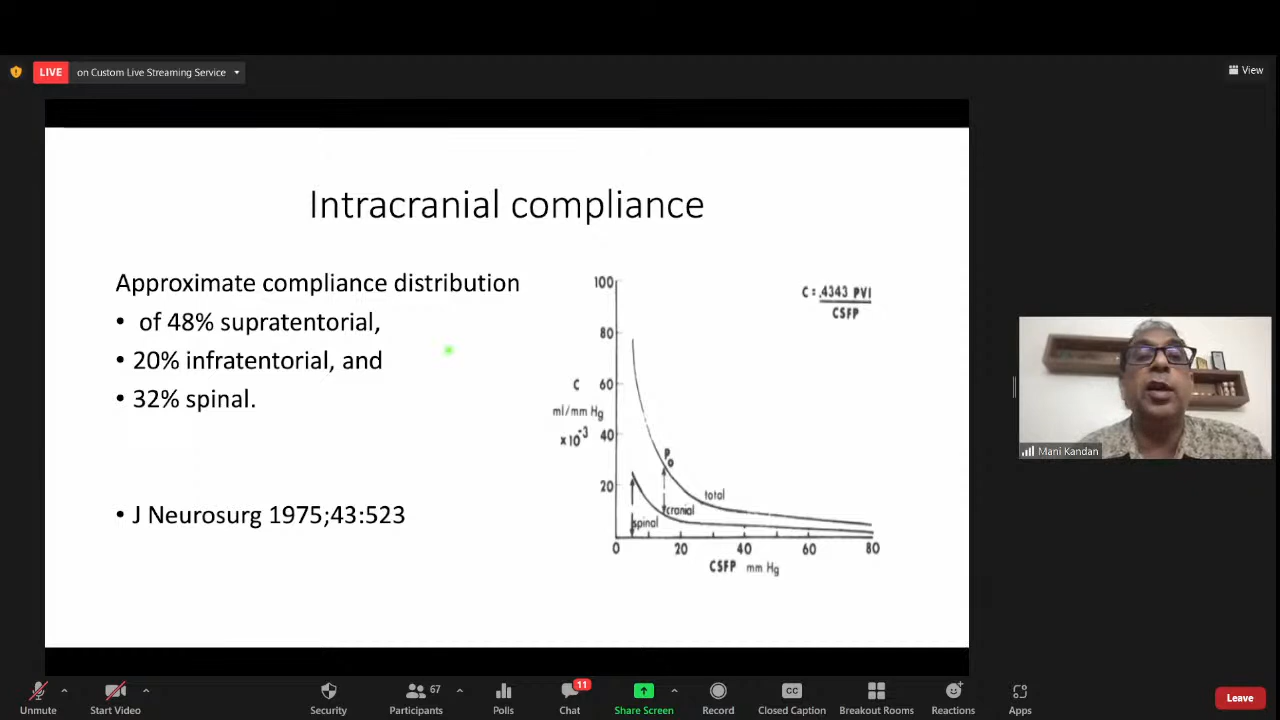 LIVE on Custom Live Streaming Service
View
Intracranial compliance
Approximate compliance distribution
• of 48% supratentorial,
• 20% infratentorial, and
• 32% spinal.
• J Neurosurg 1975;43:523
100
80
60
40
20
C
ml/mm Hg
x10-3
C = .4343 PVI
CSFP
Po
total
cranial
spinal
0 20 40 60 80
CSFP mm Hg
Mani Kandan
67
11
CC
Unmute Start Video Security Participants Polls Chat Share Screen Record Closed Caption Breakout Rooms Reactions Apps Leave